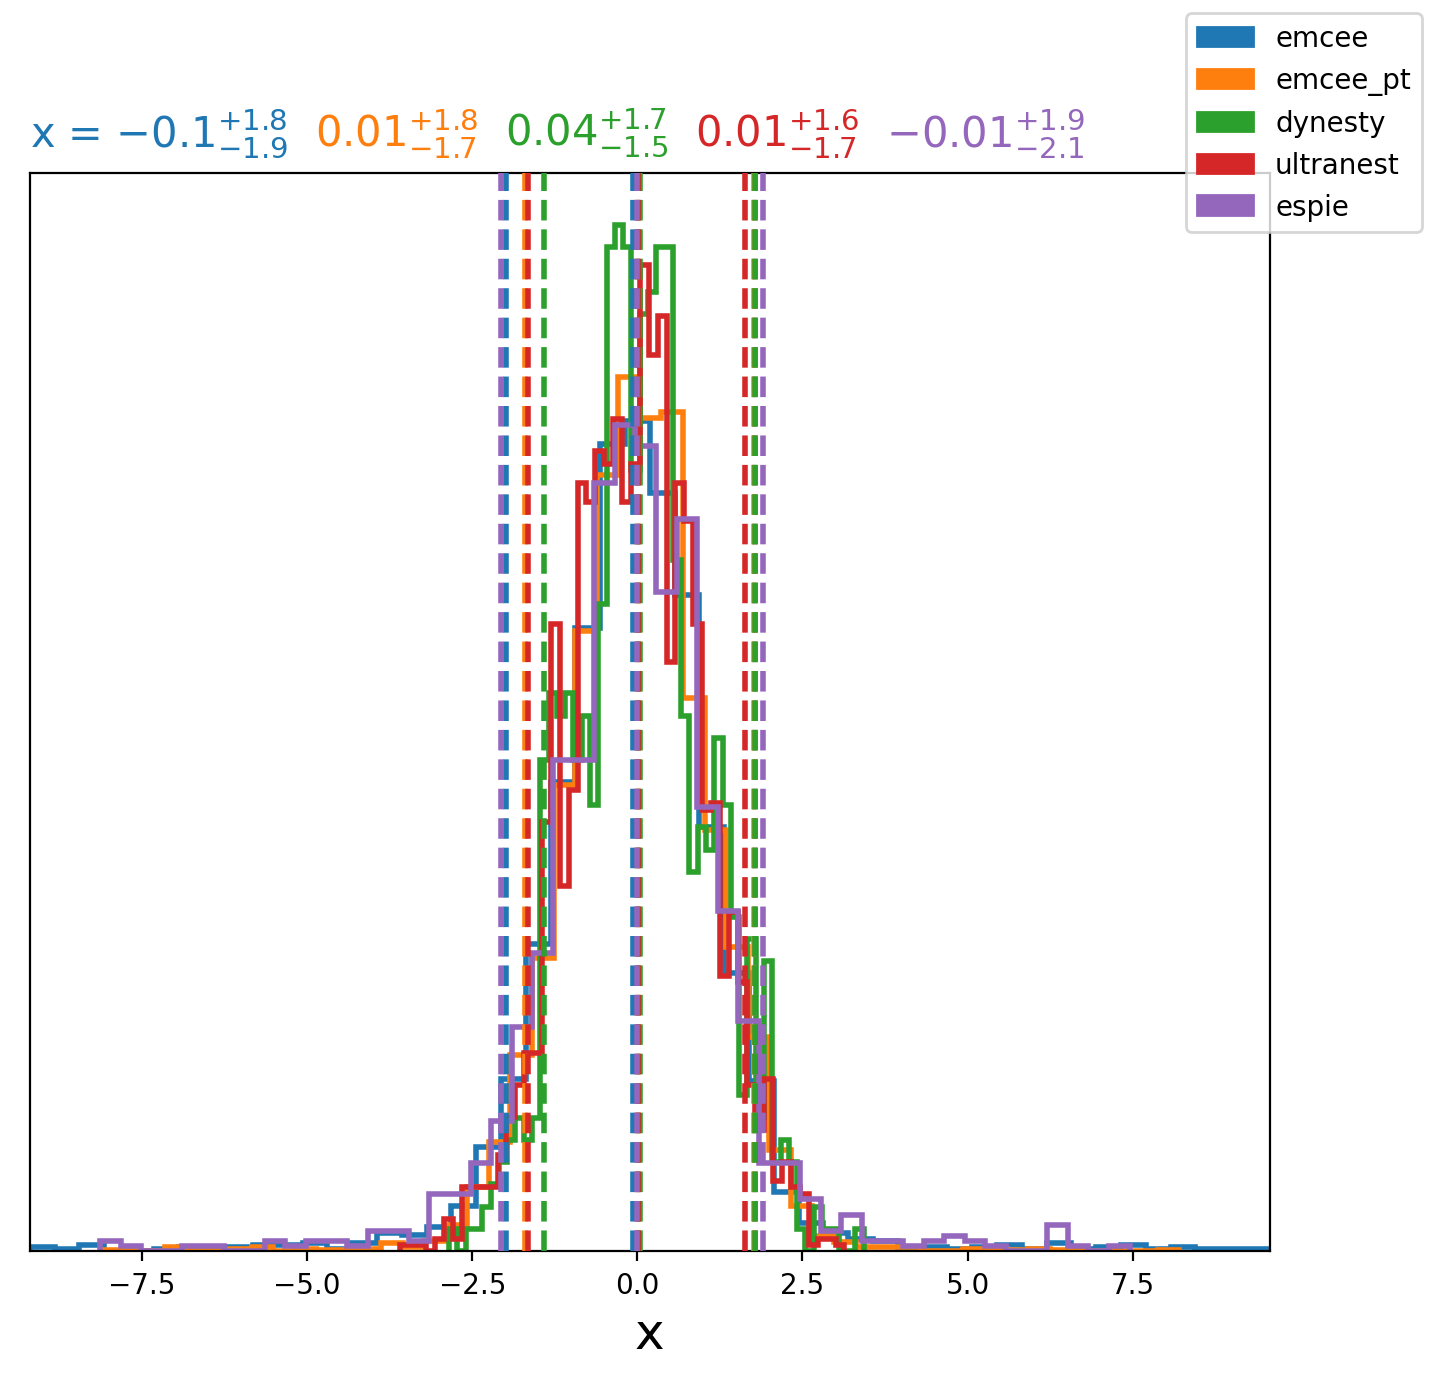 emcee
emcee_pt
dynesty
ultranest
espie
x = −0.1+1.8−1.9 0.01+1.8−1.7 0.04+1.7−1.5 0.01+1.6−1.7 −0.01+1.9−2.1
−7.5 −5.0 −2.5 0.0 2.5 5.0 7.5
x